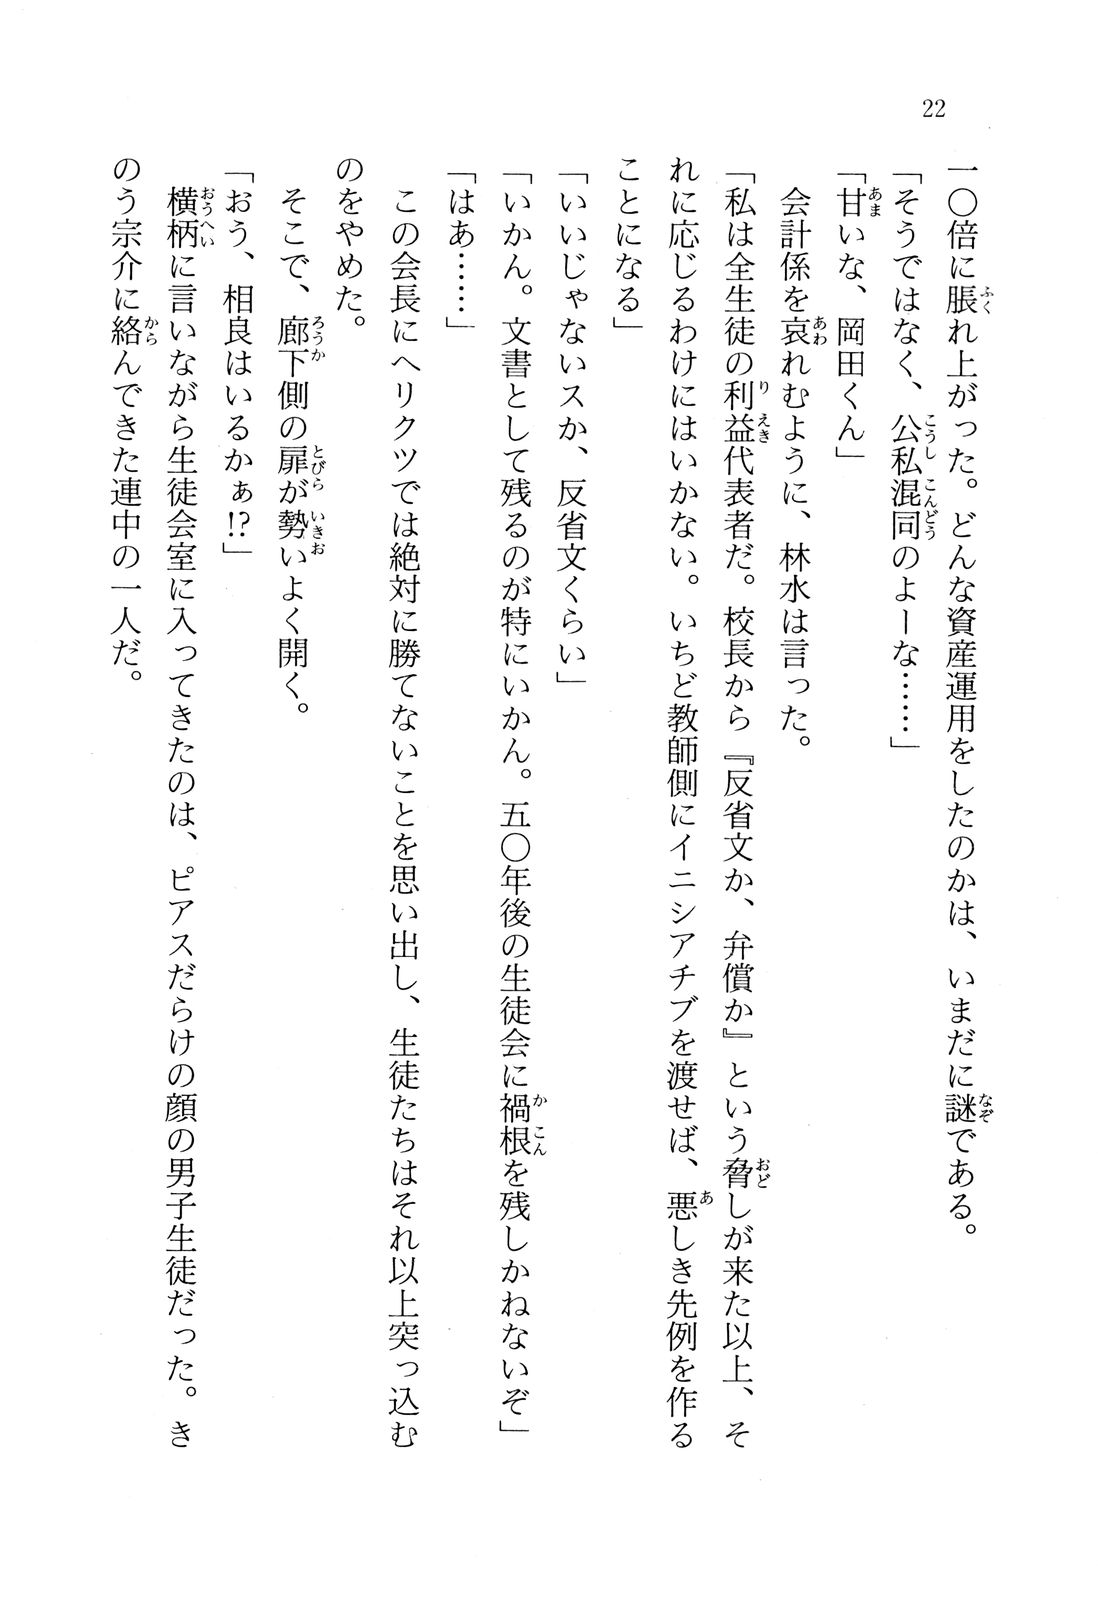 22
一〇倍に脹れ上がった。どんな資産運用をしたのかは、いまだに謎である。
「そうではなく、公私混同のよーな……」
「甘いな、岡田くん」
会計係を哀れむように、林水は言った。
「私は全生徒の利益代表者だ。校長から『反省文か、弁償か』という脅しが来た以上、そ
れに応じるわけにはいかない。いちど教師側にイニシアチブを渡せば、悪しき先例を作る
ことになる」
「いいじゃないスか、反省文くらい」
「いかん。文書として残るのが特にいかん。五〇年後の生徒会に禍根を残しかねないぞ」
「はあ……」
この会長にヘリクツでは絶対に勝てないことを思い出し、生徒たちはそれ以上突っ込む
のをやめた。
そこで、廊下側の扉が勢いよく開く。
「おう、相良はいるかぁ!?」
横柄に言いながら生徒会室に入ってきたのは、ピアスだらけの顔の男子生徒だった。き
のう宗介に絡んできた連中の一人だ。